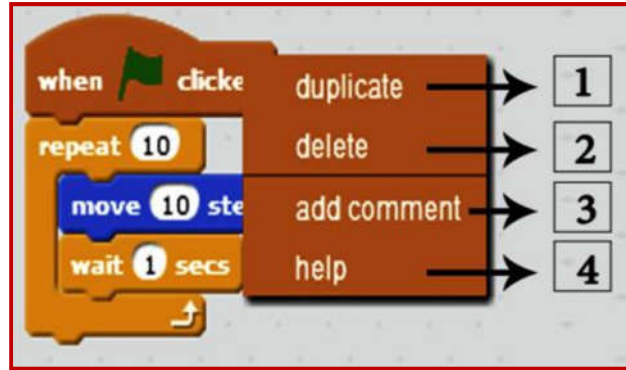 when clicke
duplicate 1
repeat 10
delete 2
move 10 ste
add comment 3
wait 1 secs
help 4